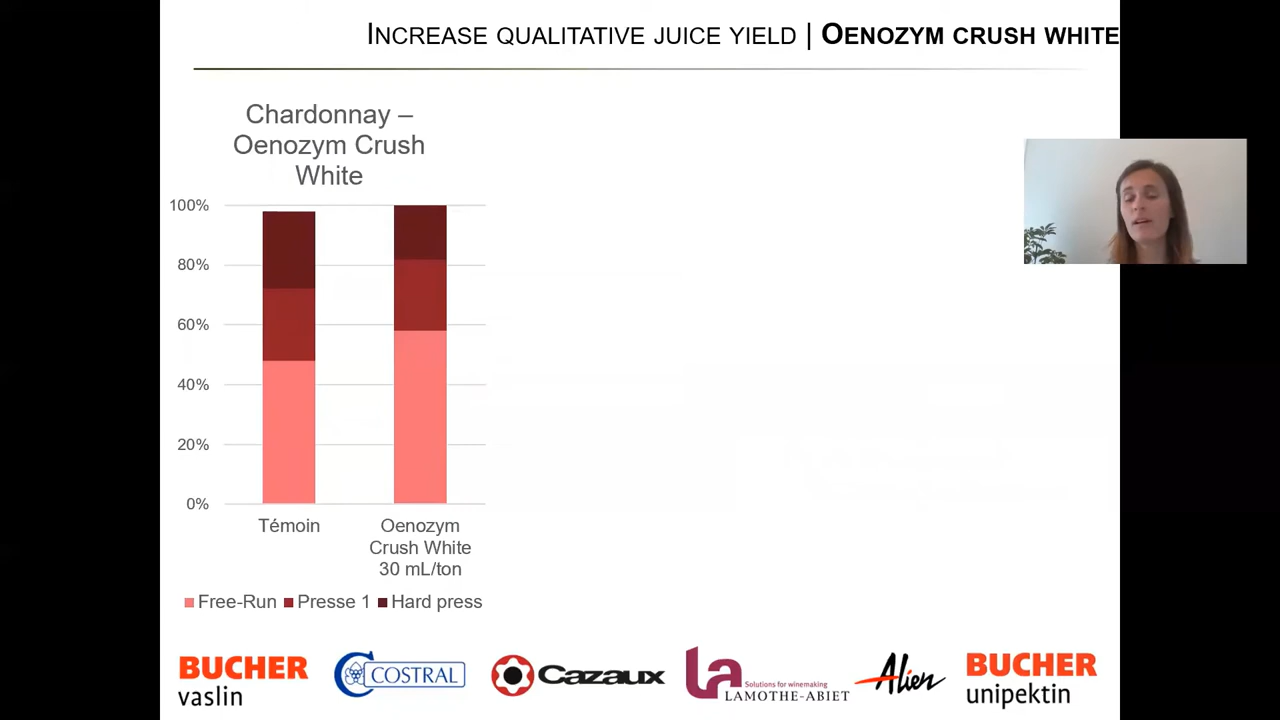 INCREASE QUALITATIVE JUICE YIELD | OENOZYM CRUSH WHITE
Chardonnay –
Oenozym Crush
White
100%
80%
60%
40%
20%
0%
Témoin
Oenozym
Crush White
30 mL/ton
Free-Run Presse 1 Hard press
BUCHER
vaslin
COSTRAL
Cazaux
la
Solutions for winemaking
LAMOTHE-ABIET
Alien
BUCHER
unipektin